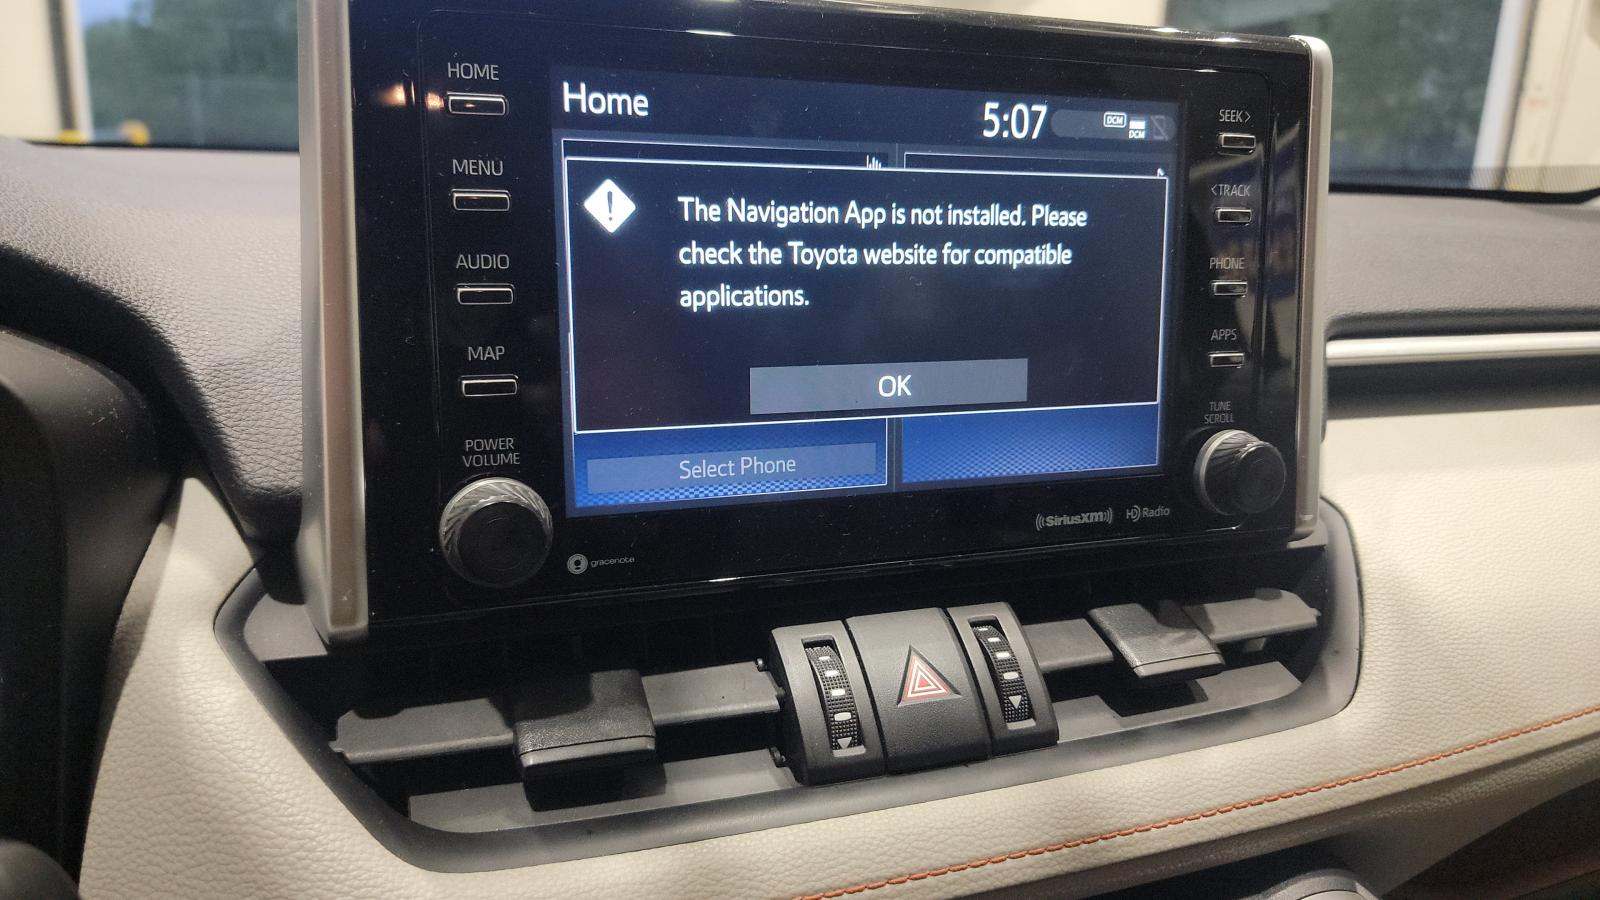 HOME
MENU
AUDIO
MAP
POWER
VOLUME
Home
5:07
DCM
DCM
The Navigation App is not installed. Please
check the Toyota website for compatible
applications.
OK
Select Phone
gracenote
SiriusXM
HD Radio
SEEK>
<TRACK
PHONE
APPS
TUNE
SCROLL